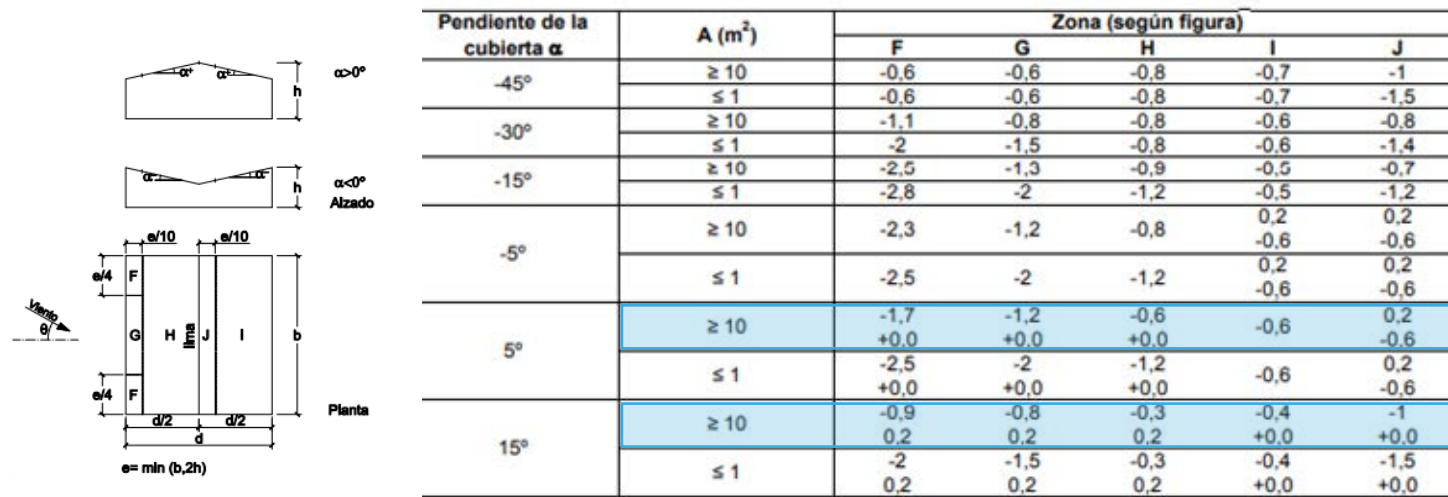 α+ α+ α>0º
h
α- α- α<0º
h
Alzado
e/10 e/10
e/4 F
Viento
θ
G H lima J I b
e/4 F
Planta
d/2 d/2
d
e= min (b,2h)
Pendiente de la cubierta α A (m²) Zona (según figura)
F G H I J
-45º ≥ 10 -0,6 -0,6 -0,8 -0,7 -1
≤ 1 -0,6 -0,6 -0,8 -0,7 -1,5
-30º ≥ 10 -1,1 -0,8 -0,8 -0,6 -0,8
≤ 1 -2 -1,5 -0,8 -0,6 -1,4
-15º ≥ 10 -2,5 -1,3 -0,9 -0,5 -0,7
≤ 1 -2,8 -2 -1,2 -0,5 -1,2
-5º ≥ 10 -2,3 -1,2 -0,8 0,2 0,2
-0,6 -0,6
≤ 1 -2,5 -2 -1,2 0,2 0,2
-0,6 -0,6
5º ≥ 10 -1,7 -1,2 -0,6 -0,6 0,2
+0,0 +0,0 +0,0 -0,6
≤ 1 -2,5 -2 -1,2 -0,6 0,2
+0,0 +0,0 +0,0 -0,6
15º ≥ 10 -0,9 -0,8 -0,3 -0,4 -1
0,2 0,2 0,2 +0,0 +0,0
≤ 1 -2 -1,5 -0,3 -0,4 -1,5
0,2 0,2 0,2 +0,0 +0,0